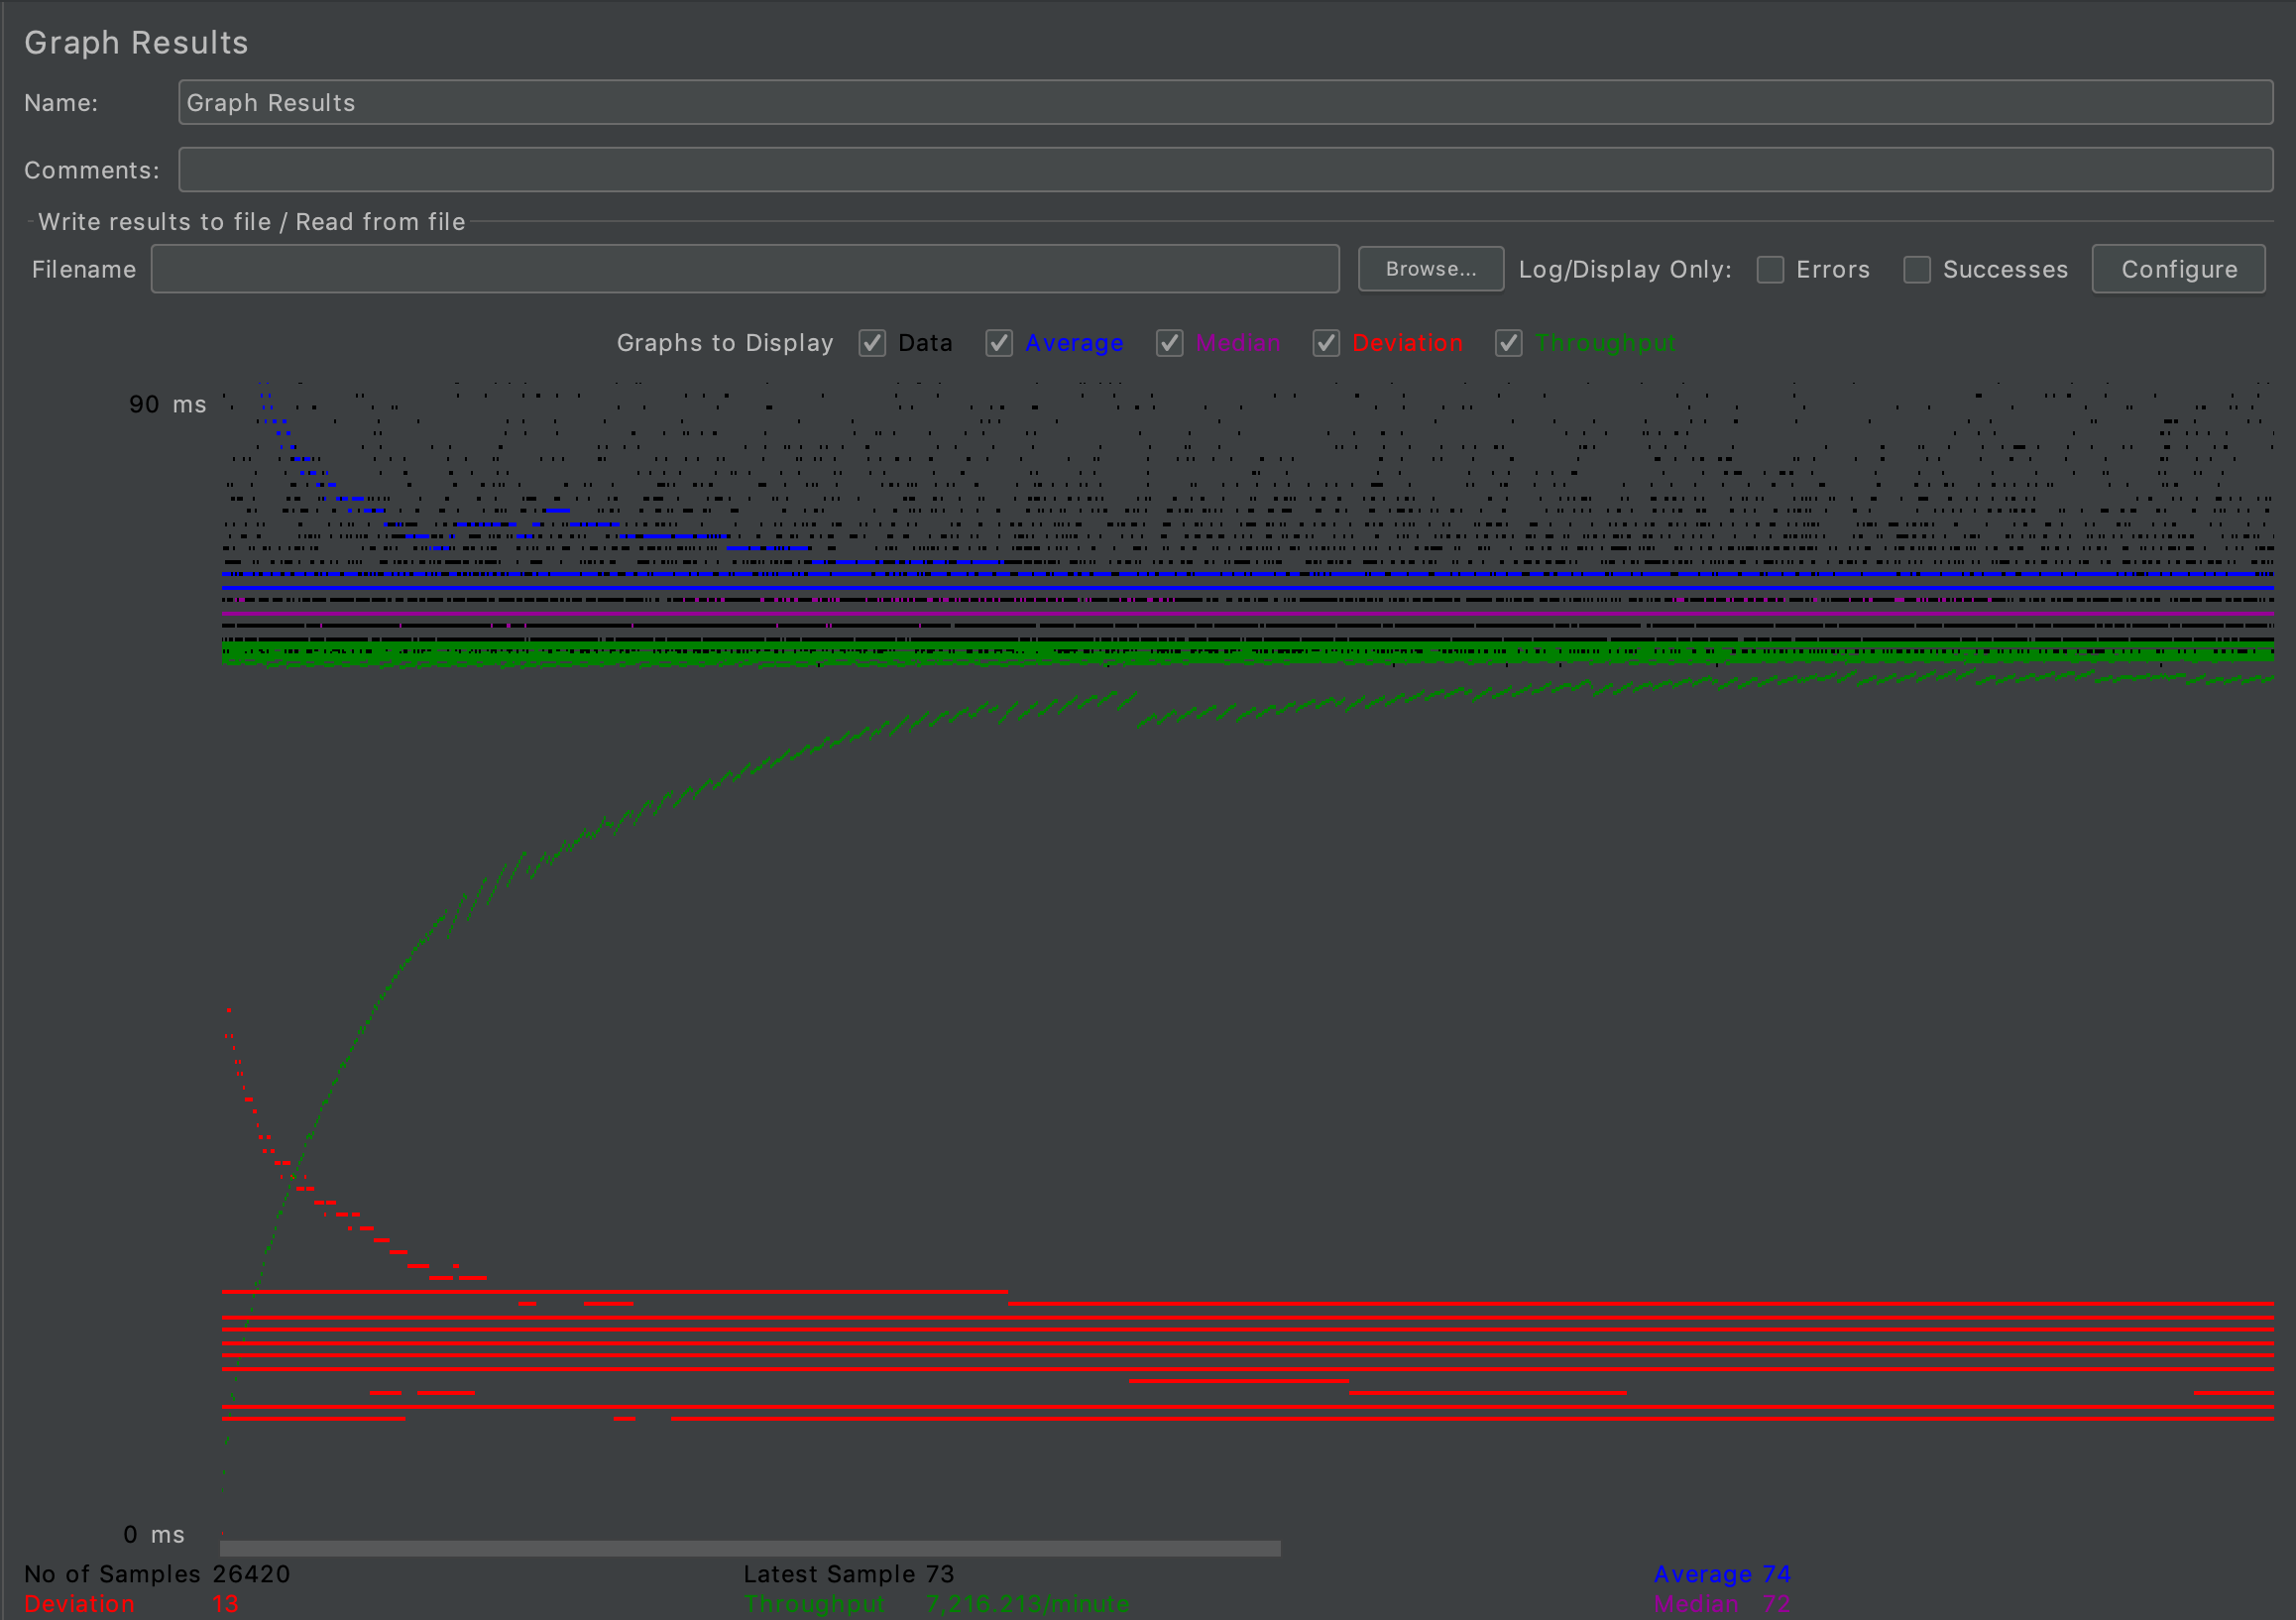 Graph Results
Name: Graph Results
Comments:
Write results to file / Read from file
Filename Browse... Log/Display Only: Errors Successes Configure
Graphs to Display Data Average Median Deviation Throughput
90 ms
0 ms
No of Samples 26420 Latest Sample 73 Average 74
Deviation 13 Throughput 7,216.213/minute Median 72